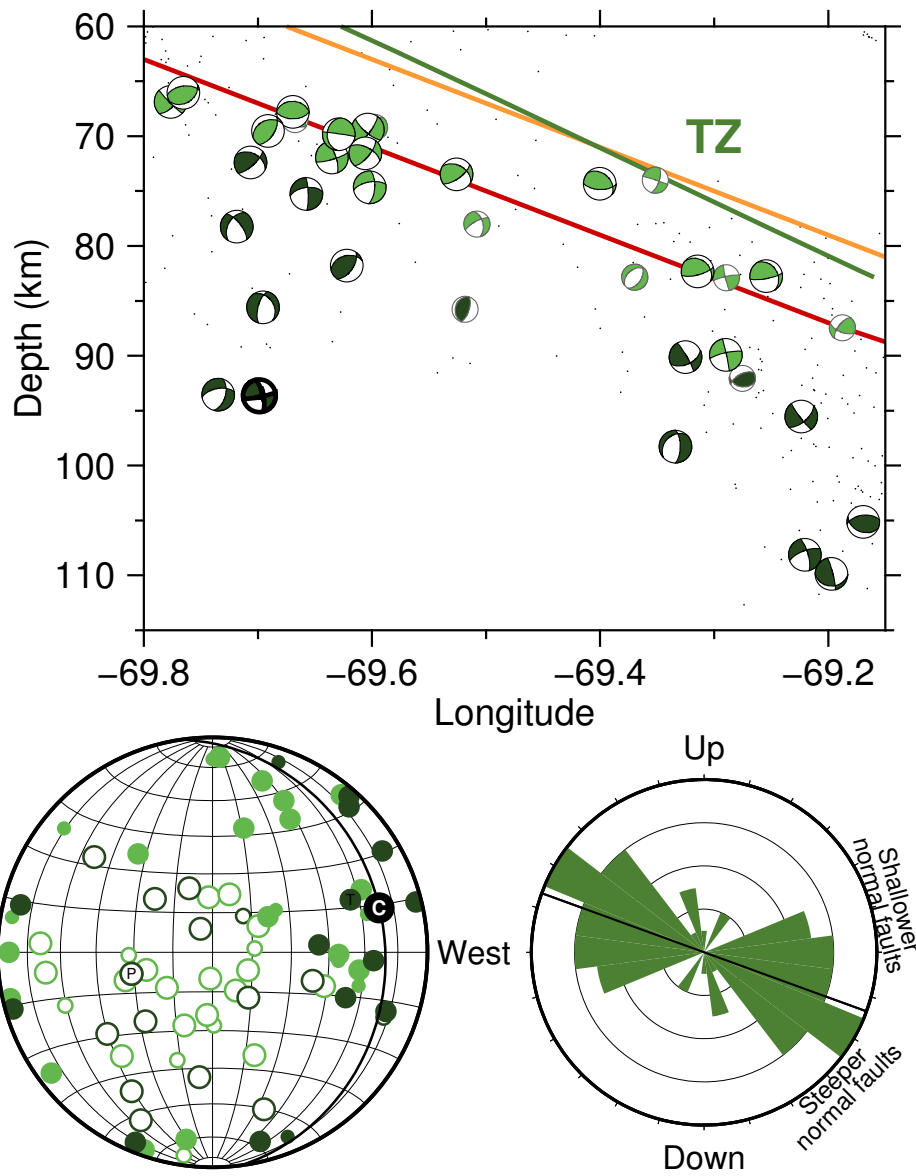 60
70
80
90
100
110
Depth (km)
TZ
−69.8
−69.6
−69.4
−69.2
Longitude
T
C
P
West
Up
Shallower
normal faults
Steeper
normal faults
Down